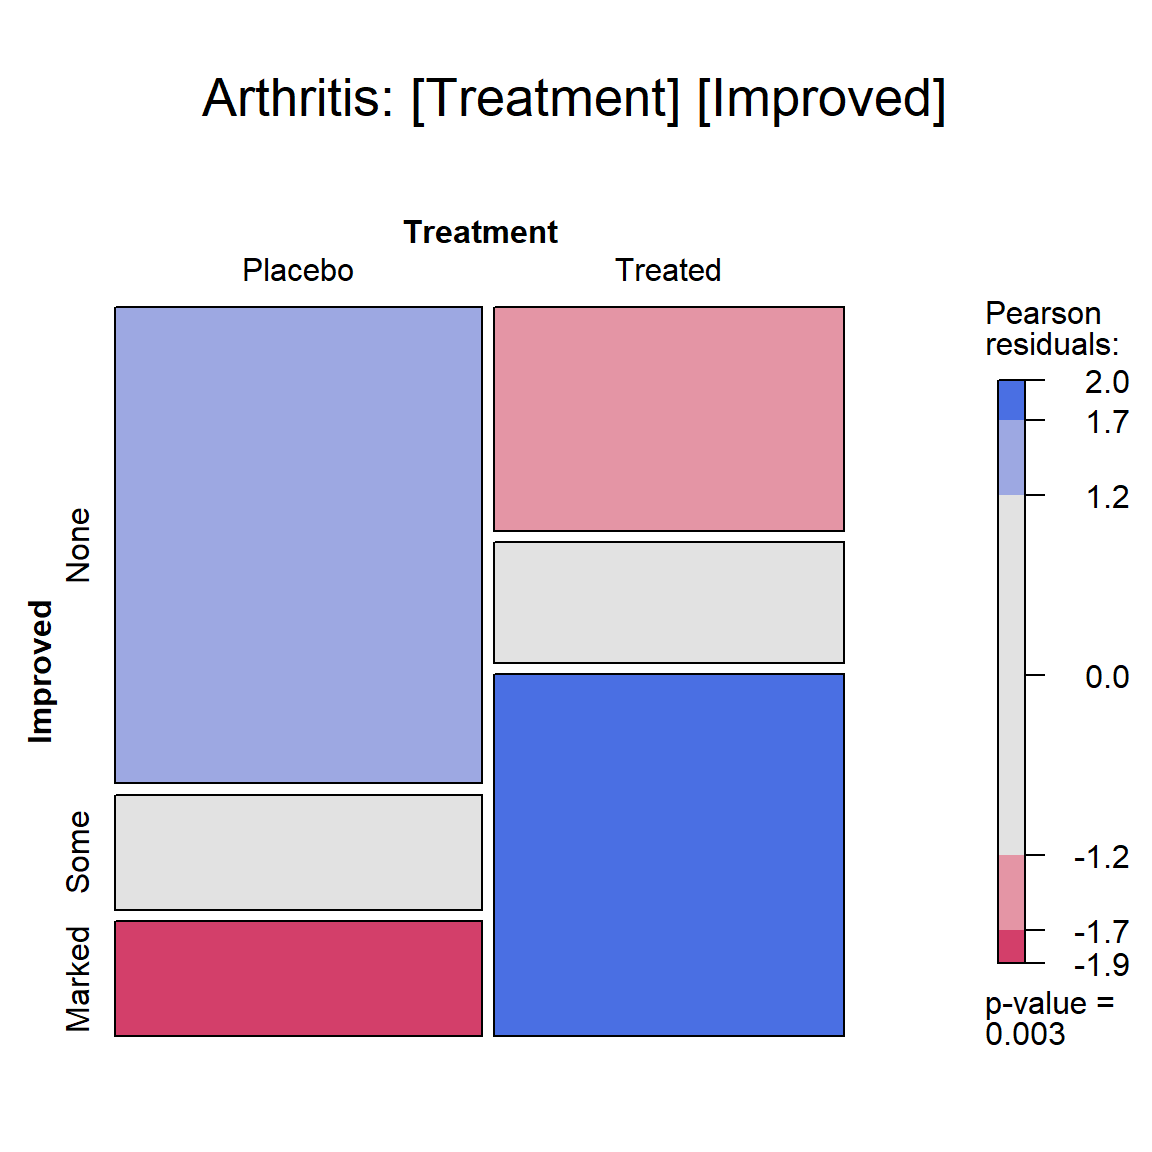 Arthritis: [Treatment] [Improved]
Treatment
Placebo
Treated
Improved
None
Some
Marked
Pearson
residuals:
2.0
1.7
1.2
0.0
-1.2
-1.7
-1.9
p-value =
0.003